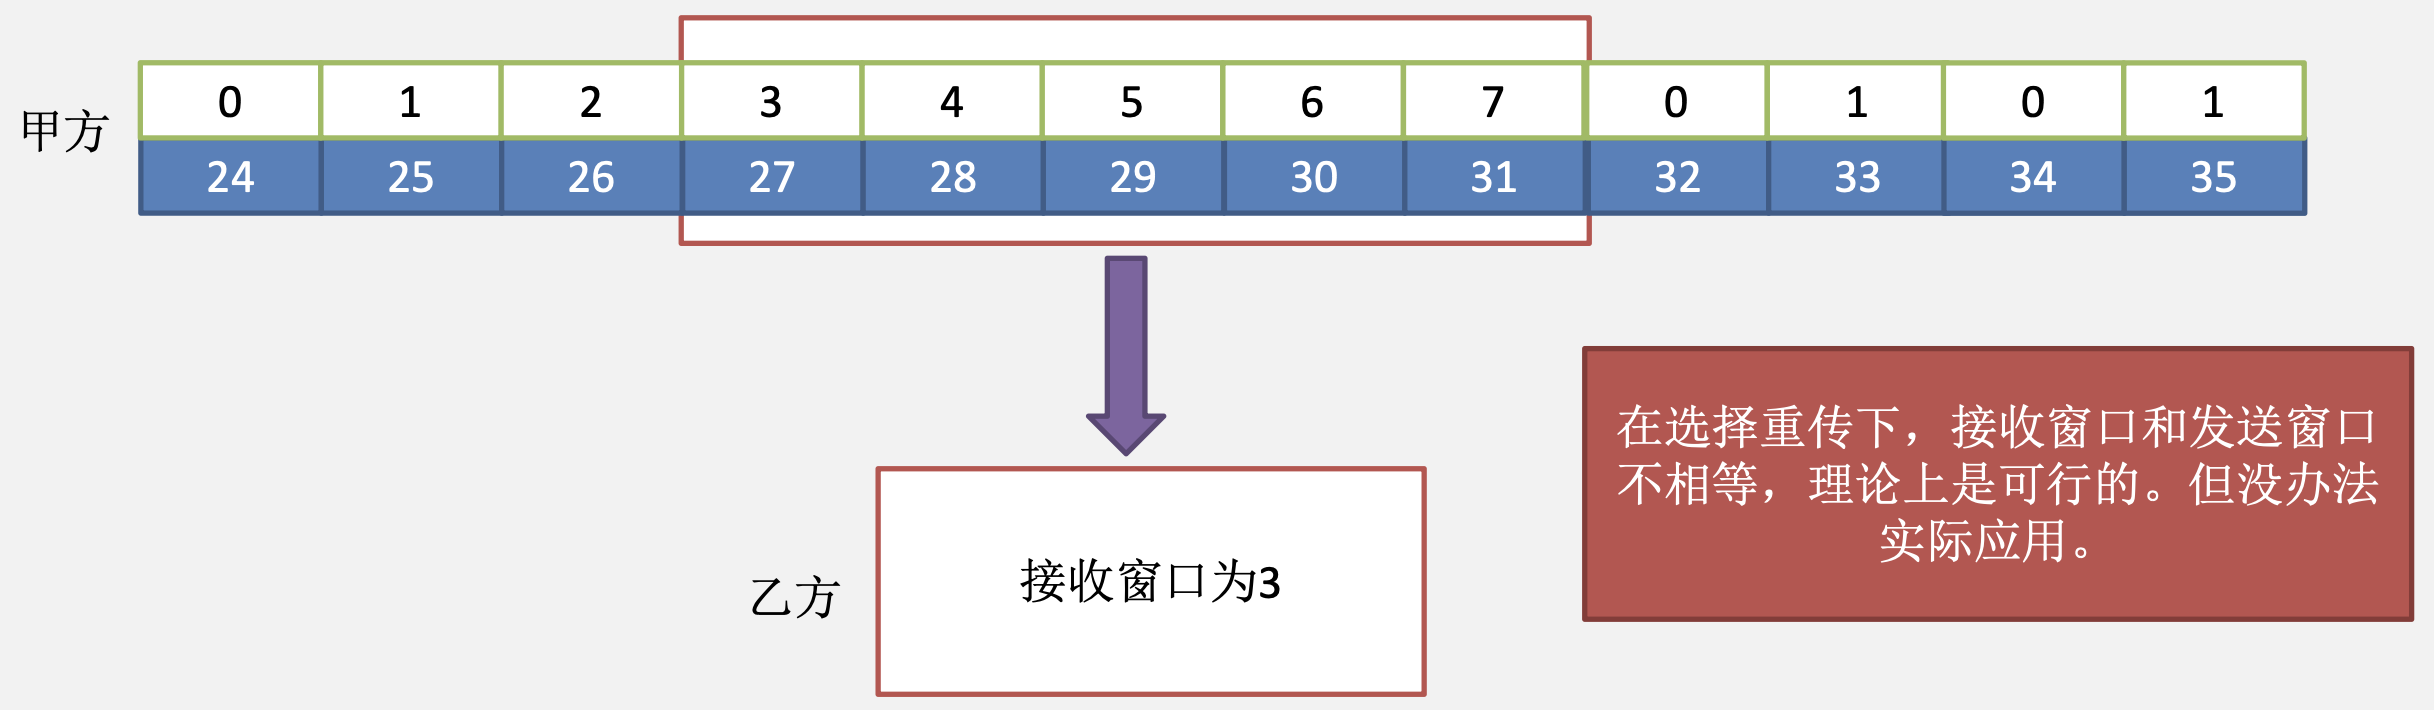 0 1 2 3 4 5 6 7 0 1 0 1
甲方
24 25 26 27 28 29 30 31 32 33 34 35
在选择重传下，接收窗口和发送窗口
不相等，理论上是可行的。但没办法
实际应用。
乙方
接收窗口为3